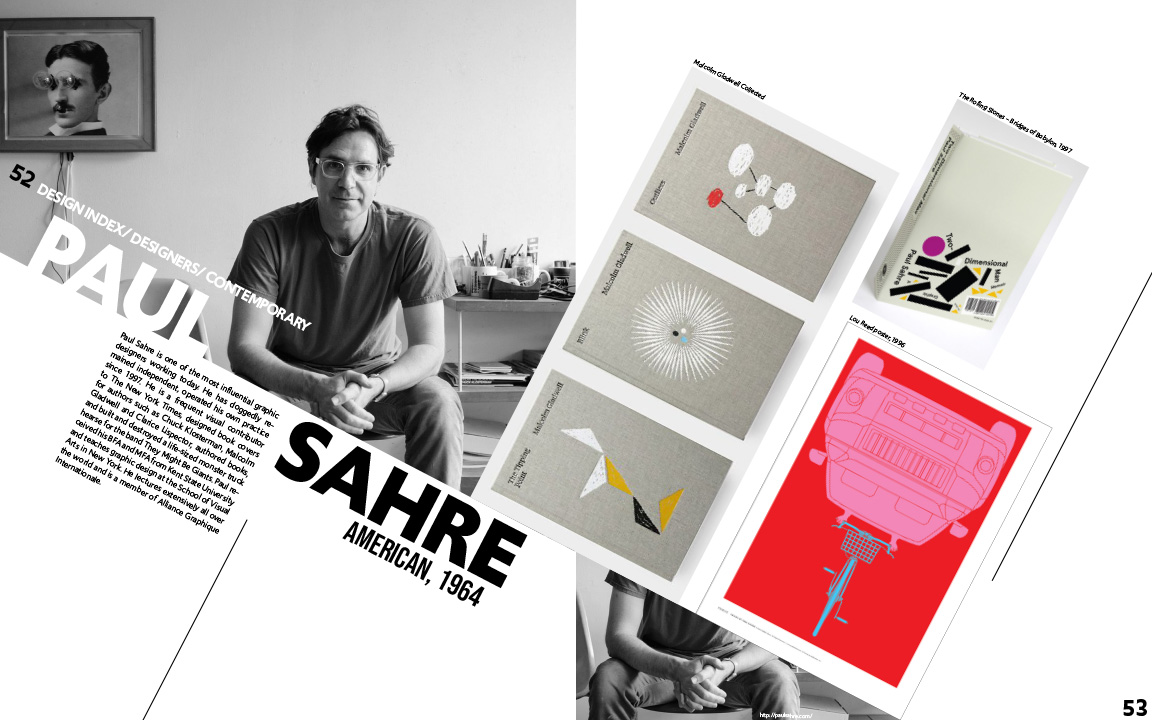 52
DESIGN INDEX/ DESIGNERS/ CONTEMPORARY
PAUL
Paul Sahre is one of the most influential graphic
designers working today. He has doggedly re-
mained independent, operated his own practice
since 1997. He is a frequent visual contributor
to The New York Times, designed book covers
for authors such as Chuck Klosterman, Malcolm
Gladwell and Clarice Lispector, authored books,
and built and destroyed a life-sized monster truck
hearse for the band They Might Be Giants. Paul re-
ceived his BFA and MFA from Kent State University
and teaches graphic design at the School of Visual
Arts in New York. He lectures extensively all over
the world and is a member of Alliance Graphique
Internationale.
SAHRE
AMERICAN, 1964
Malcolm Gladwell Collected
Malcolm Gladwell
Outliers
Malcolm Gladwell
Blink
Malcolm Gladwell
The Tipping
Point
The Rolling Stones – Bridges of Babylon, 1997
Two-Dimensional Man
Paul Sahre
Two-
Dimensional
Man
Paul Sahre
A
Graphic
Memoir
Lou Reed poster, 1996
http://paulsahre.com/
53